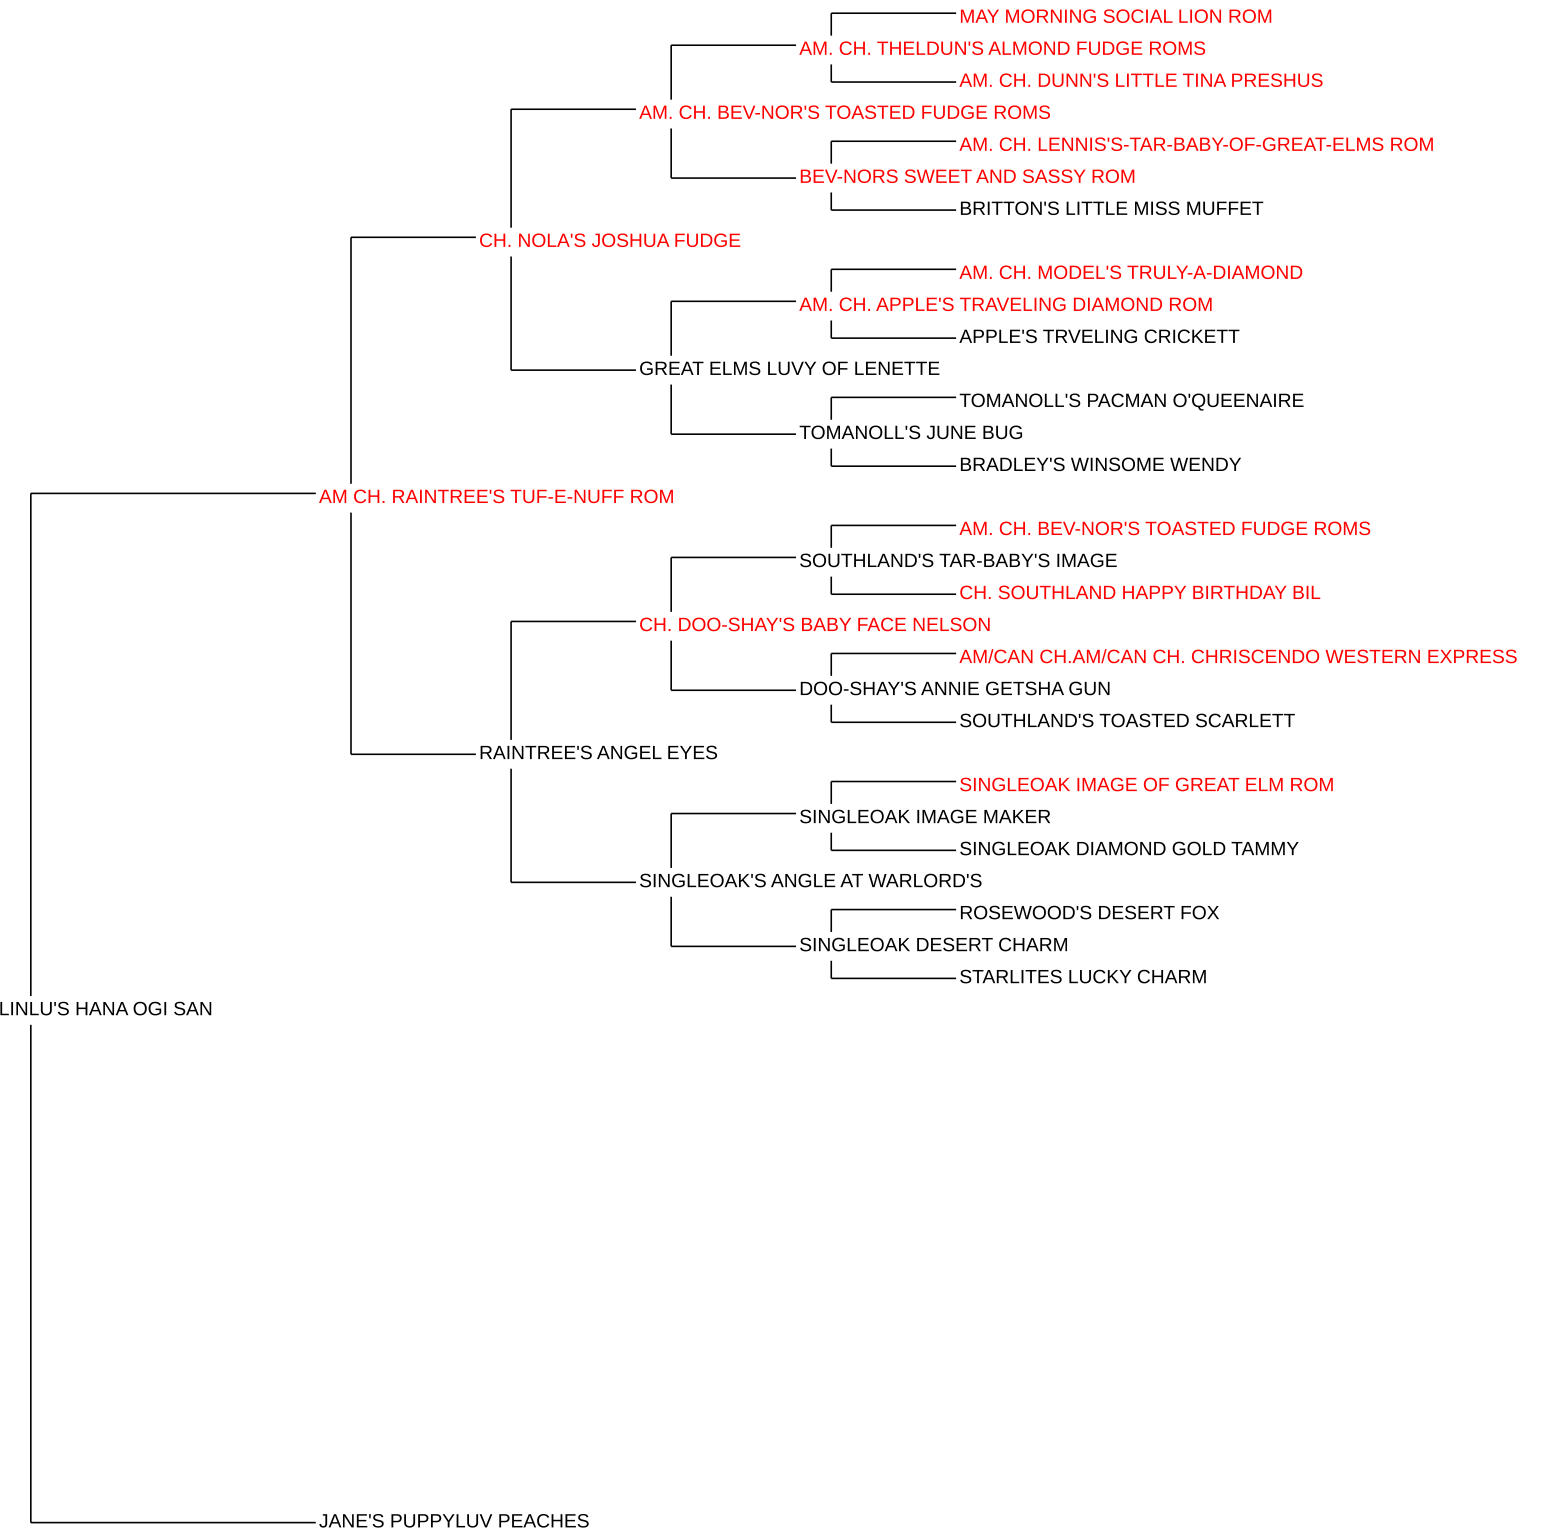 MAY MORNING SOCIAL LION ROM
AM. CH. THELDUN'S ALMOND FUDGE ROMS
AM. CH. DUNN'S LITTLE TINA PRESHUS
AM. CH. BEV-NOR'S TOASTED FUDGE ROMS
AM. CH. LENNIS'S-TAR-BABY-OF-GREAT-ELMS ROM
BEV-NORS SWEET AND SASSY ROM
BRITTON'S LITTLE MISS MUFFET
CH. NOLA'S JOSHUA FUDGE
AM. CH. MODEL'S TRULY-A-DIAMOND
AM. CH. APPLE'S TRAVELING DIAMOND ROM
APPLE'S TRVELING CRICKETT
GREAT ELMS LUVY OF LENETTE
TOMANOLL'S PACMAN O'QUEENAIRE
TOMANOLL'S JUNE BUG
BRADLEY'S WINSOME WENDY
AM CH. RAINTREE'S TUF-E-NUFF ROM
AM. CH. BEV-NOR'S TOASTED FUDGE ROMS
SOUTHLAND'S TAR-BABY'S IMAGE
CH. SOUTHLAND HAPPY BIRTHDAY BIL
CH. DOO-SHAY'S BABY FACE NELSON
AM/CAN CH.AM/CAN CH. CHRISCENDO WESTERN EXPRESS
DOO-SHAY'S ANNIE GETSHA GUN
SOUTHLAND'S TOASTED SCARLETT
RAINTREE'S ANGEL EYES
SINGLEOAK IMAGE OF GREAT ELM ROM
SINGLEOAK IMAGE MAKER
SINGLEOAK DIAMOND GOLD TAMMY
SINGLEOAK'S ANGLE AT WARLORD'S
ROSEWOOD'S DESERT FOX
SINGLEOAK DESERT CHARM
STARLITES LUCKY CHARM
LINLU'S HANA OGI SAN
JANE'S PUPPYLUV PEACHES